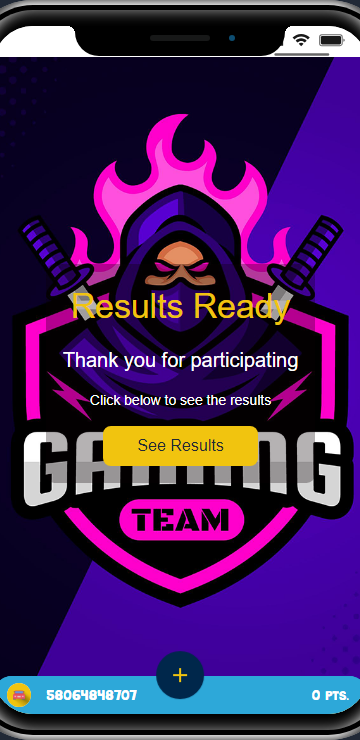 Results Ready
Thank you for participating
Click below to see the results
See Results
GAMING
TEAM
+
58064848707
0 PTS.